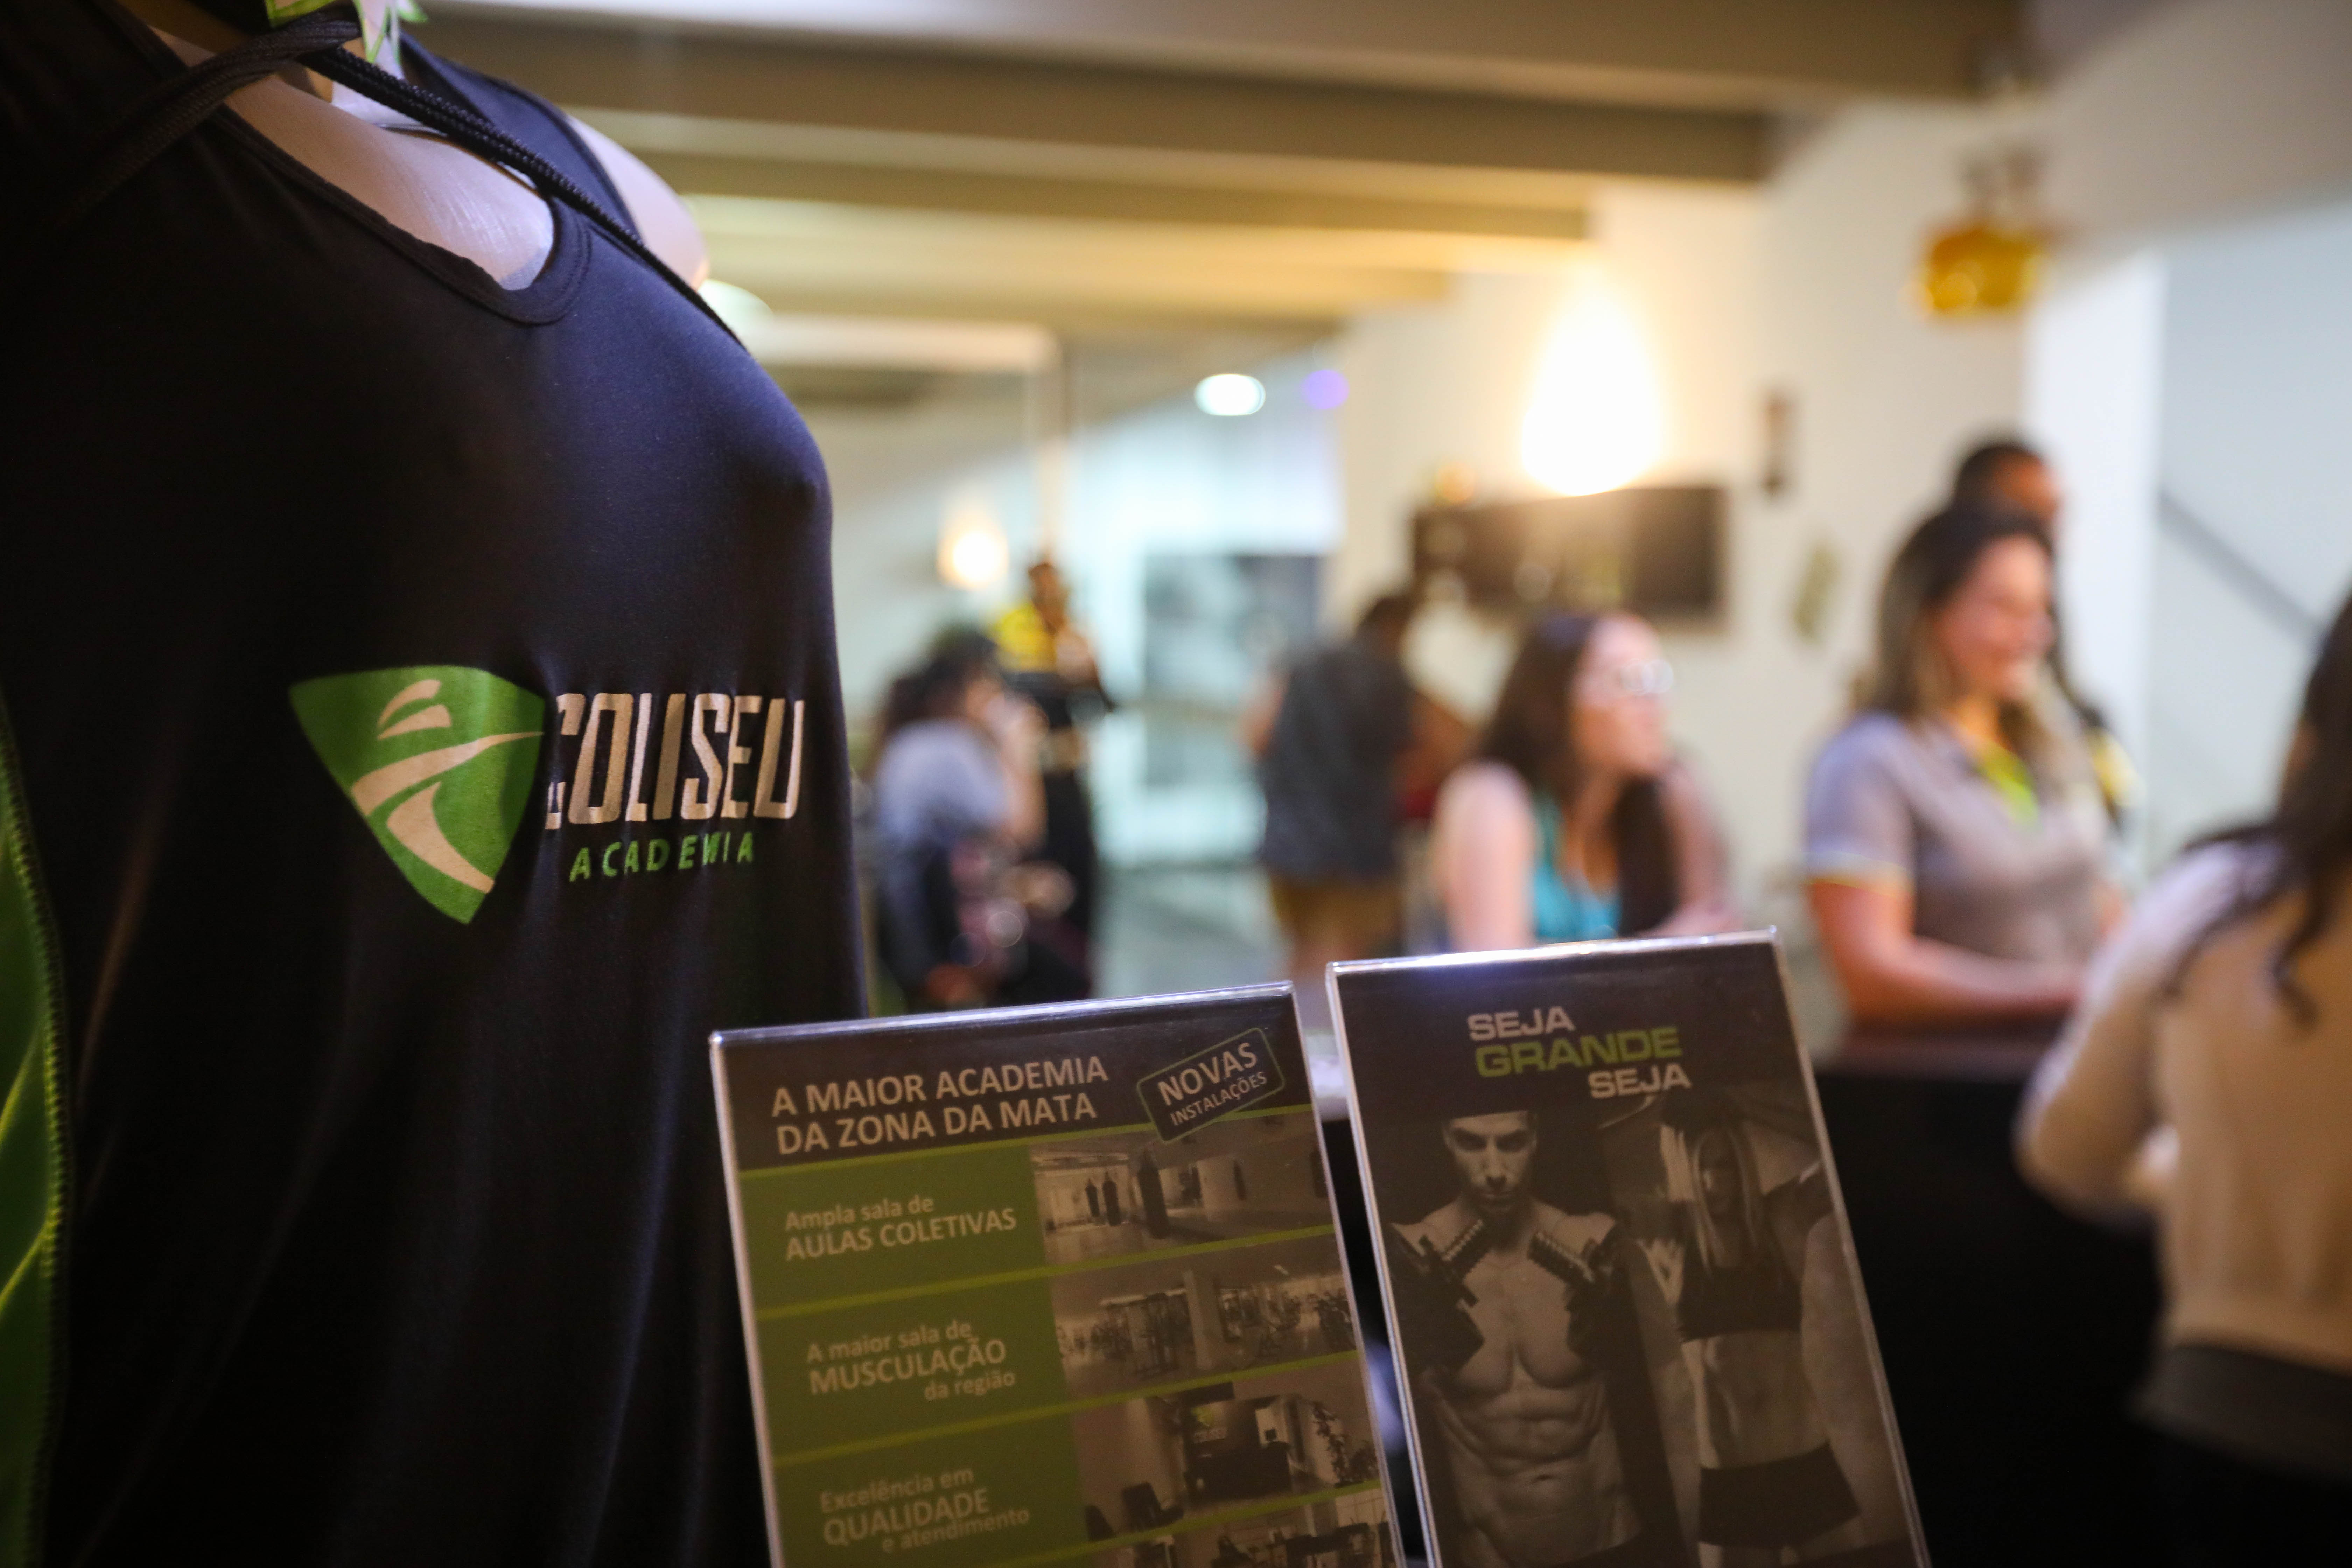 COLISEU
ACADEMIA
A MAIOR ACADEMIA
DA ZONA DA MATA
NOVAS
INSTALAÇÕES
Ampla sala de
AULAS COLETIVAS
A maior sala de
MUSCULAÇÃO
da região
Excelência em
QUALIDADE
e atendimento
SEJA
GRANDE
SEJA